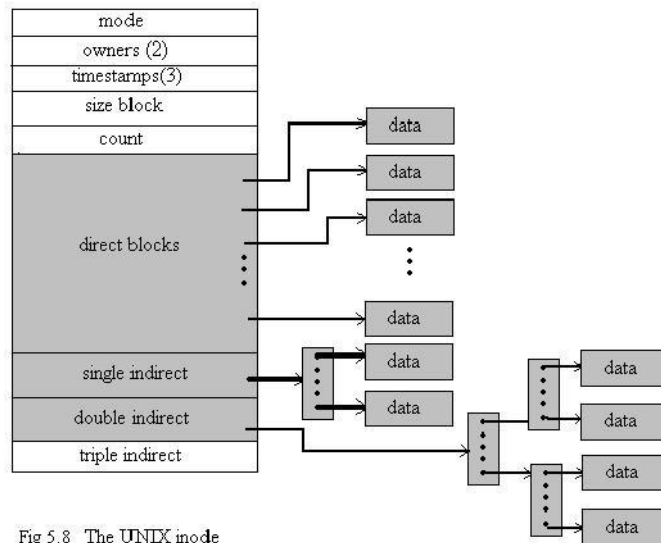 mode
owners (2)
timestamps(3)
size block
count
direct blocks
single indirect
double indirect
triple indirect
data
data
data
data
data
data
data
data
data
data
Fig 5.8 The UNIX inode